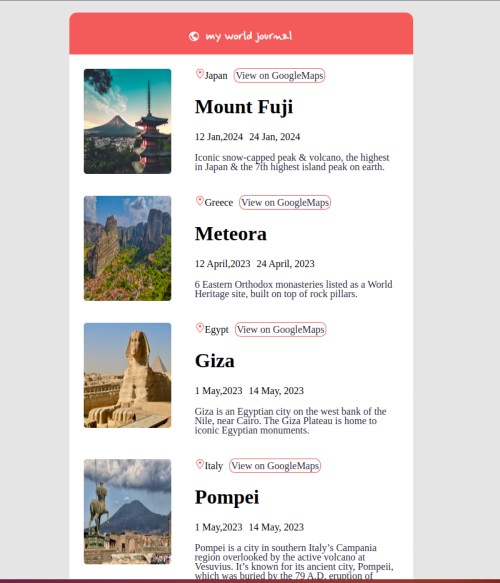 my world journal
Japan View on GoogleMaps
Mount Fuji
12 Jan,2024 24 Jan, 2024
Iconic snow-capped peak & volcano, the highest
in Japan & the 7th highest island peak on earth.
Greece View on GoogleMaps
Meteora
12 April,2023 24 April, 2023
6 Eastern Orthodox monasteries listed as a World
Heritage site, built on top of rock pillars.
Egypt View on GoogleMaps
Giza
1 May,2023 14 May, 2023
Giza is an Egyptian city on the west bank of the
Nile, near Cairo. The Giza Plateau is home to
iconic Egyptian monuments.
Italy View on GoogleMaps
Pompei
1 May,2023 14 May, 2023
Pompei is a city in southern Italy’s Campania
region overlooked by the active volcano at
Vesuvius. It’s known for its ancient city, Pompeii,
which was buried by the 79 A.D. eruption of